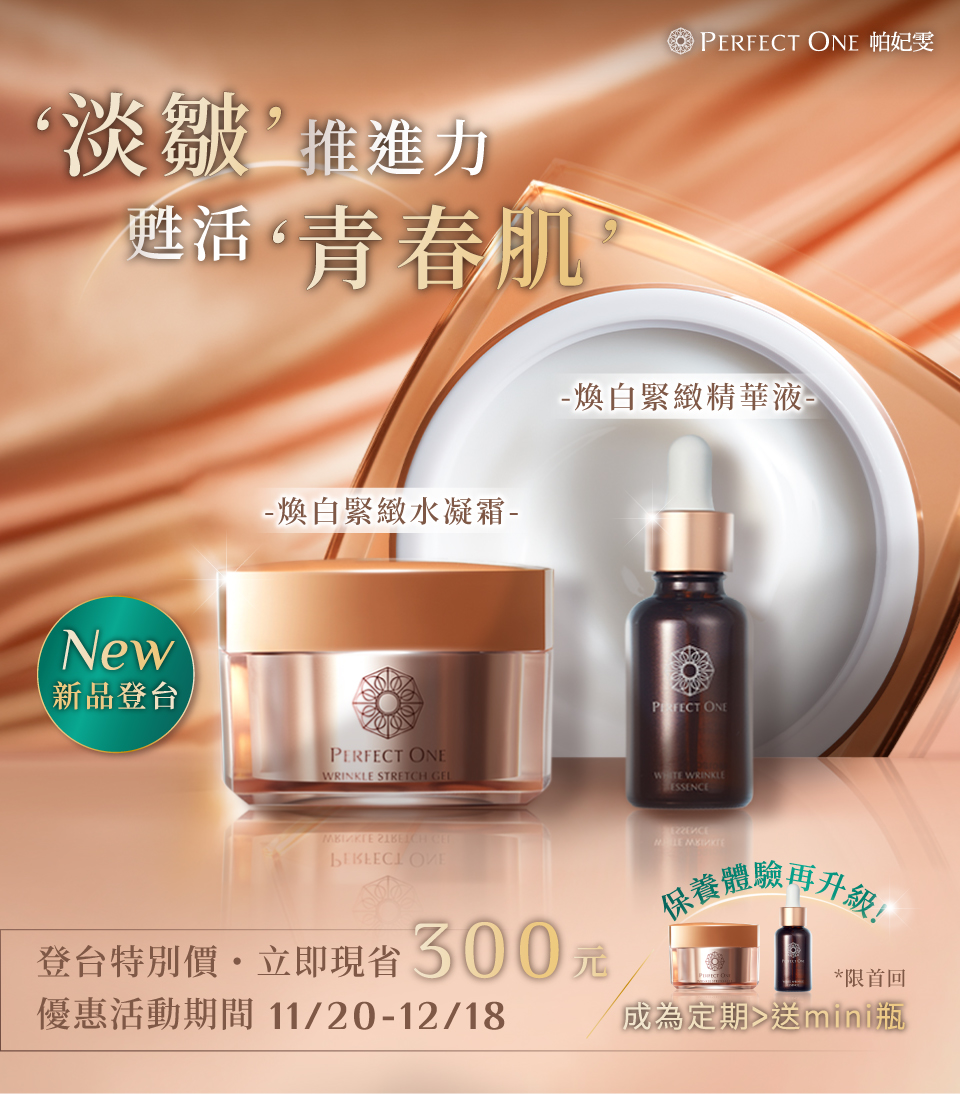 PERFECT ONE 帕妃雯
‘淡皺’推進力
甦活‘青春肌’
-煥白緊緻精華液-
-煥白緊緻水凝霜-
New
新品登台
PERFECT ONE
WRINKLE STRETCH GEL
PERFECT ONE
WHITE WRINKLE
ESSENCE
保養體驗再升級!
登台特別價・立即現省300元
優惠活動期間 11/20-12/18
*限首回
成為定期>送mini瓶